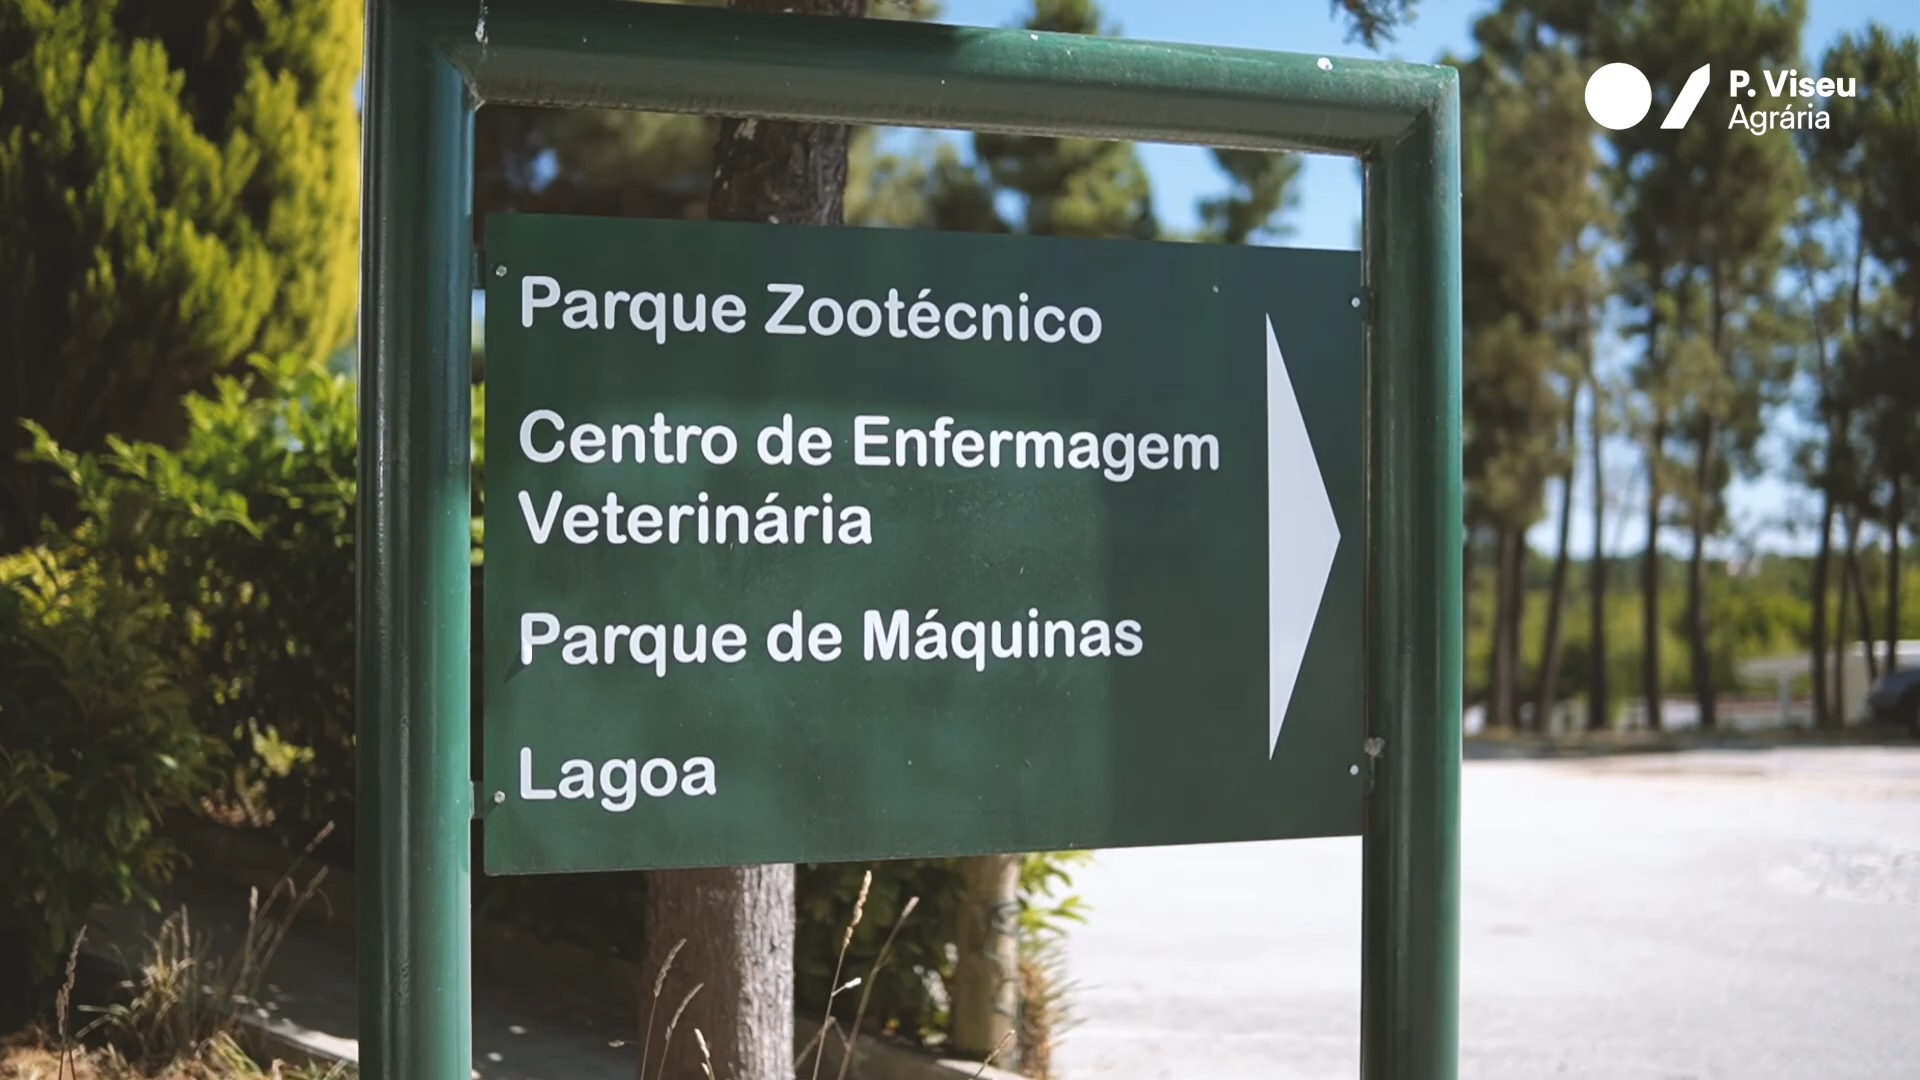 P. Viseu
Agrária
Parque Zootécnico
Centro de Enfermagem
Veterinária
Parque de Máquinas
Lagoa